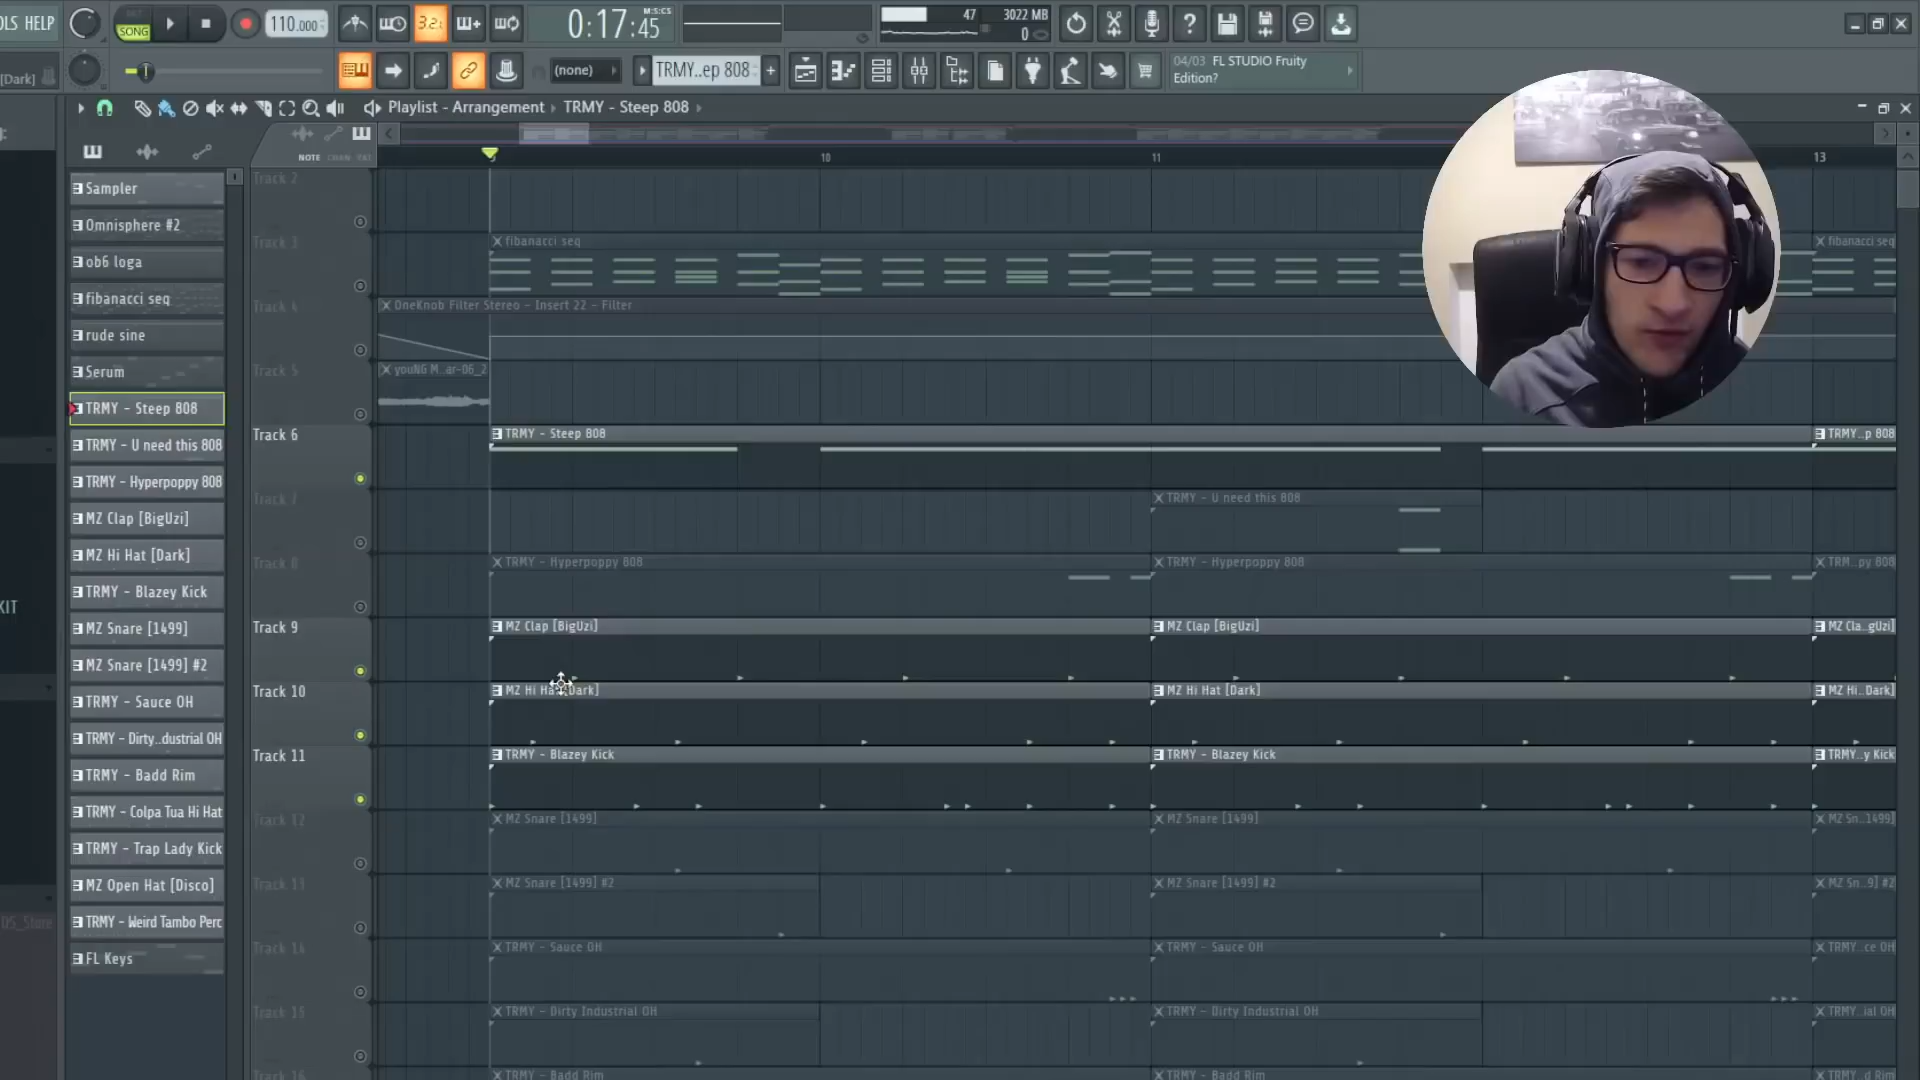 OLS HELP
SONG
110.000
3.2.
0:17:45
M:S:CS
47
3022 MB
0
[Dark]
(none)
TRMY..ep 808
04/03 FL STUDIO Fruity
Edition?
Playlist - Arrangement
TRMY - Steep 808
NOTE CHAN PAT
10
11
13
Sampler
Omnisphere #2
ob6 loga
fibanacci seq
rude sine
Serum
TRMY - Steep 808
TRMY - U need this 808
TRMY - Hyperpoppy 808
MZ Clap [BigUzi]
MZ Hi Hat [Dark]
TRMY - Blazey Kick
MZ Snare [1499]
MZ Snare [1499] #2
TRMY - Sauce OH
TRMY - Dirty..dustrial OH
TRMY - Badd Rim
TRMY - Colpa Tua Hi Hat
TRMY - Trap Lady Kick
MZ Open Hat [Disco]
TRMY - Weird Tambo Perc
FL Keys
KIT
DS_Store
Track 2
Track 3
fibanacci seq
fibanacci seq
Track 4
OneKnob Filter Stereo - Insert 22 - Filter
Track 5
youNG M..ar-06_2
Track 6
TRMY - Steep 808
TRMY..p 808
Track 7
TRMY - U need this 808
Track 8
TRMY - Hyperpoppy 808
TRMY - Hyperpoppy 808
TRM..py 808
Track 9
MZ Clap [BigUzi]
MZ Clap [BigUzi]
MZ Cla..gUzi]
Track 10
MZ Hi Hat [Dark]
MZ Hi Hat [Dark]
MZ Hi..Dark]
Track 11
TRMY - Blazey Kick
TRMY - Blazey Kick
TRMY..y Kick
Track 12
MZ Snare [1499]
MZ Snare [1499]
MZ Sn..1499]
Track 13
MZ Snare [1499] #2
MZ Snare [1499] #2
MZ Sn..9] #2
Track 14
TRMY - Sauce OH
TRMY - Sauce OH
TRMY..ce OH
Track 15
TRMY - Dirty Industrial OH
TRMY - Dirty Industrial OH
TRMY..ial OH
Track 16
TRMY - Badd Rim
TRMY - Badd Rim
TRMY..d Rim